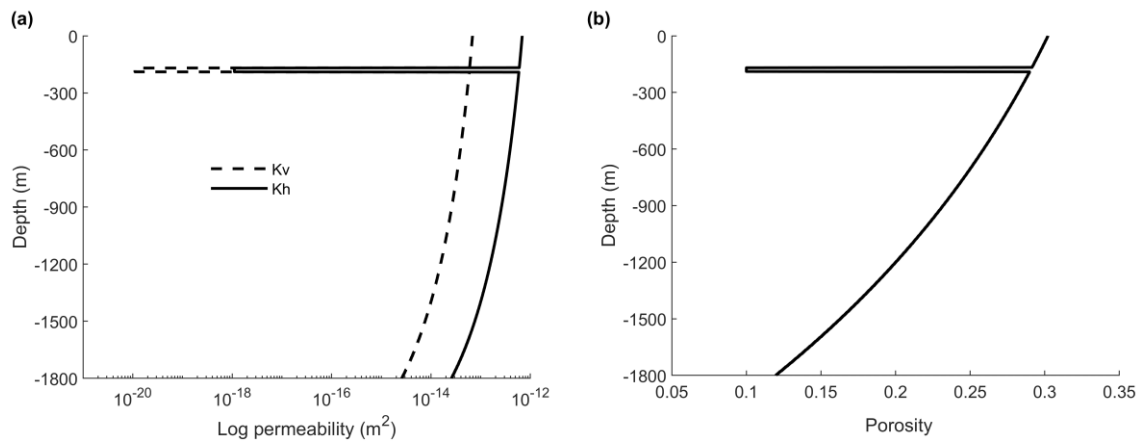 (a)
0
-300
-600
-900
-1200
-1500
-1800
Depth (m)
Kv
Kh
10-20 10-18 10-16 10-14 10-12
Log permeability (m2)
(b)
0
-300
-600
-900
-1200
-1500
-1800
Depth (m)
0.05 0.1 0.15 0.2 0.25 0.3 0.35
Porosity